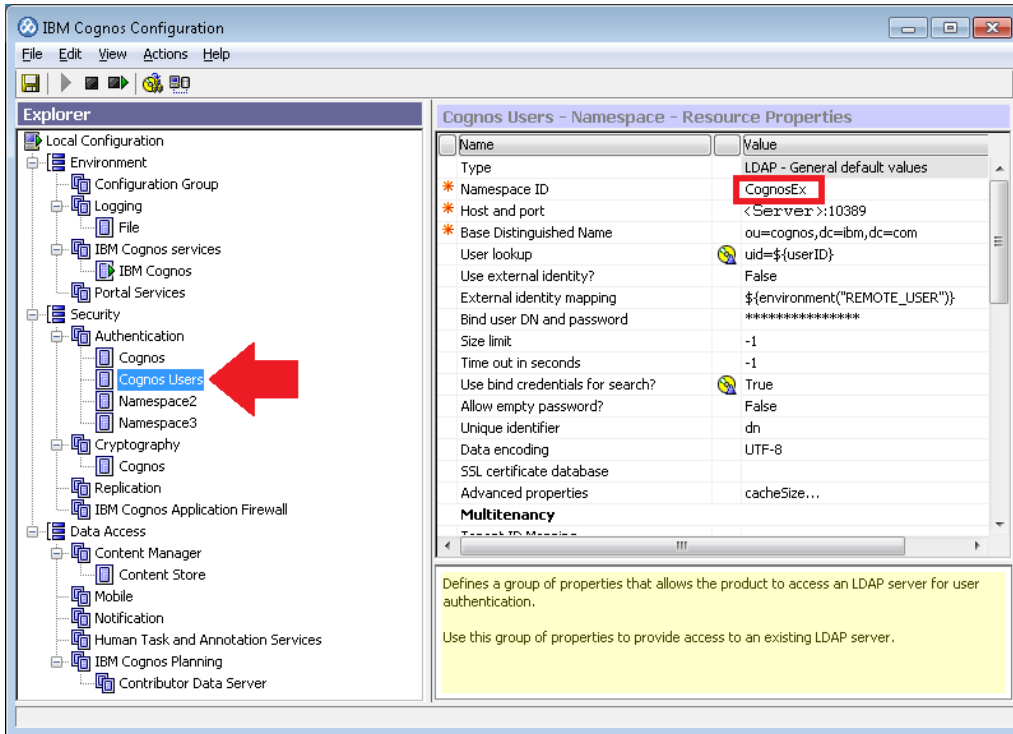 IBM Cognos Configuration
File Edit View Actions Help
Explorer
Local Configuration
Environment
Configuration Group
Logging
File
IBM Cognos services
IBM Cognos
Portal Services
Security
Authentication
Cognos
Cognos Users
Namespace2
Namespace3
Cryptography
Cognos
Replication
IBM Cognos Application Firewall
Data Access
Content Manager
Content Store
Mobile
Notification
Human Task and Annotation Services
IBM Cognos Planning
Contributor Data Server
Cognos Users - Namespace - Resource Properties
Name Value
Type LDAP - General default values
* Namespace ID CognosEx
* Host and port <Server>:10389
* Base Distinguished Name ou=cognos,dc=ibm,dc=com
User lookup uid=${userID}
Use external identity? False
External identity mapping ${environment("REMOTE_USER")}
Bind user DN and password ***************
Size limit -1
Time out in seconds -1
Use bind credentials for search? True
Allow empty password? False
Unique identifier dn
Data encoding UTF-8
SSL certificate database
Advanced properties cacheSize...
Multitenancy
Tenant ID Mapping
Defines a group of properties that allows the product to access an LDAP server for user
authentication.
Use this group of properties to provide access to an existing LDAP server.